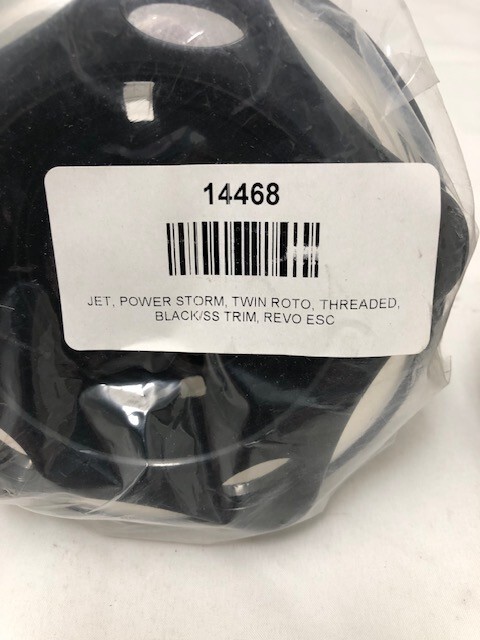 14468
JET, POWER STORM, TWIN ROTO, THREADED,
BLACK/SS TRIM, REVO ESC